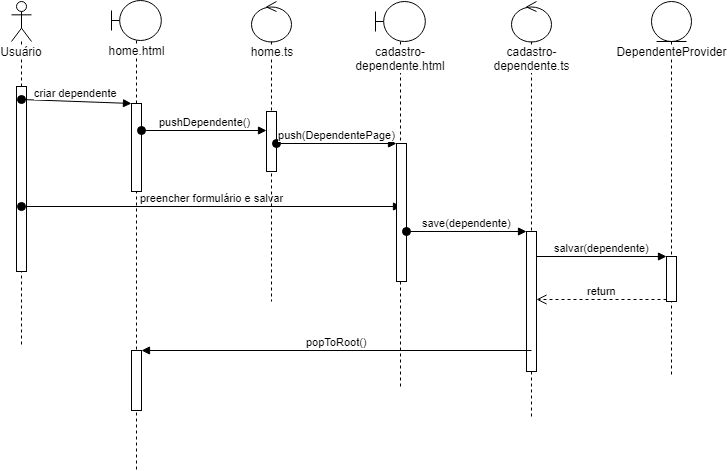 Usuário
home.html
home.ts
cadastro-
dependente.html
cadastro-
dependente.ts
DependenteProvider
criar dependente
pushDependente()
push(DependentePage)
preencher formulário e salvar
save(dependente)
salvar(dependente)
return
popToRoot()